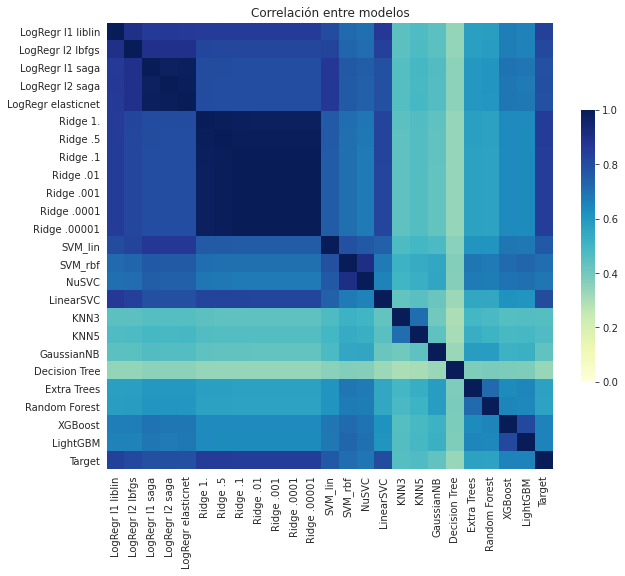 Correlación entre modelos
LogRegr l1 liblin
LogRegr l2 lbfgs
LogRegr l1 saga
LogRegr l2 saga
LogRegr elasticnet
Ridge 1.
Ridge .5
Ridge .1
Ridge .01
Ridge .001
Ridge .0001
Ridge .00001
SVM_lin
SVM_rbf
NuSVC
LinearSVC
KNN3
KNN5
GaussianNB
Decision Tree
Extra Trees
Random Forest
XGBoost
LightGBM
Target
LogRegr l1 liblin
LogRegr l2 lbfgs
LogRegr l1 saga
LogRegr l2 saga
LogRegr elasticnet
Ridge 1.
Ridge .5
Ridge .1
Ridge .01
Ridge .001
Ridge .0001
Ridge .00001
SVM_lin
SVM_rbf
NuSVC
LinearSVC
KNN3
KNN5
GaussianNB
Decision Tree
Extra Trees
Random Forest
XGBoost
LightGBM
Target
1.0
0.8
0.6
0.4
0.2
0.0